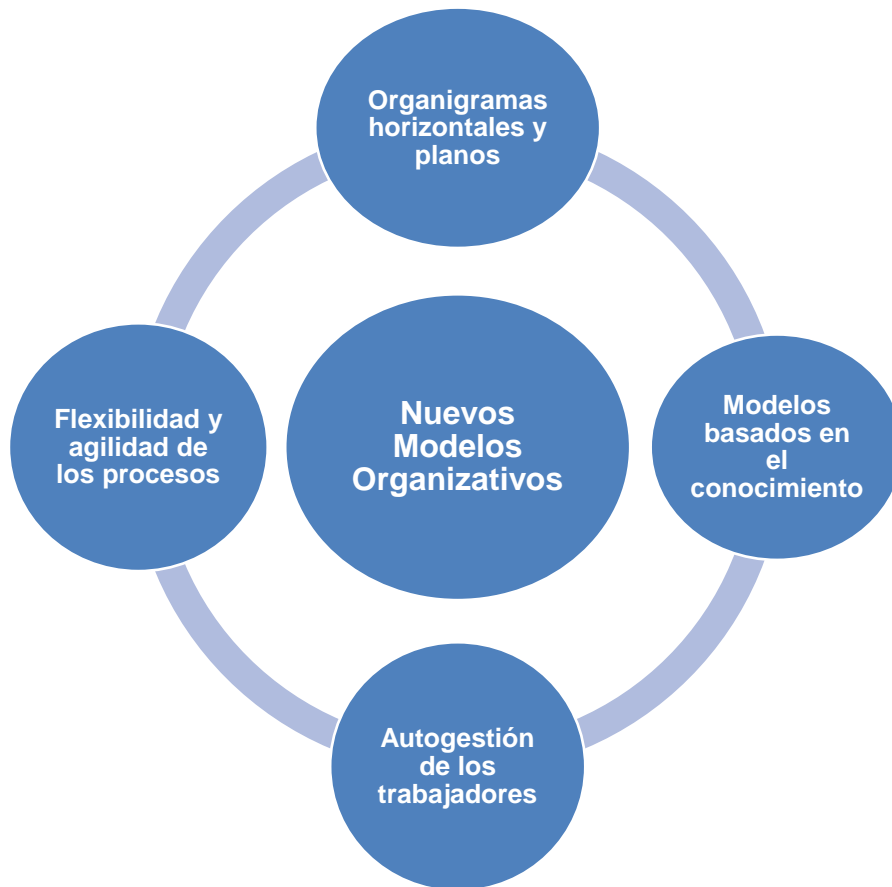 Organigramas
horizontales y
planos
Flexibilidad y
agilidad de
los procesos
Nuevos
Modelos
Organizativos
Modelos
basados en
el
conocimiento
Autogestión
de los
trabajadores